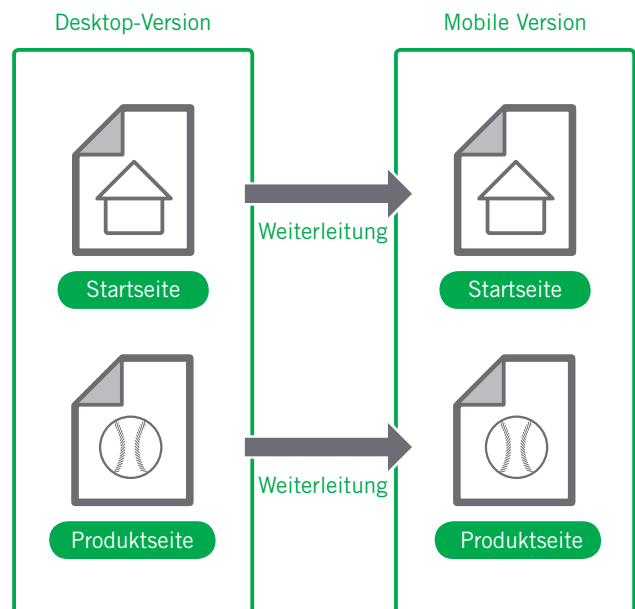 Desktop-Version
Mobile Version
Weiterleitung
Startseite
Startseite
Weiterleitung
Produktseite
Produktseite